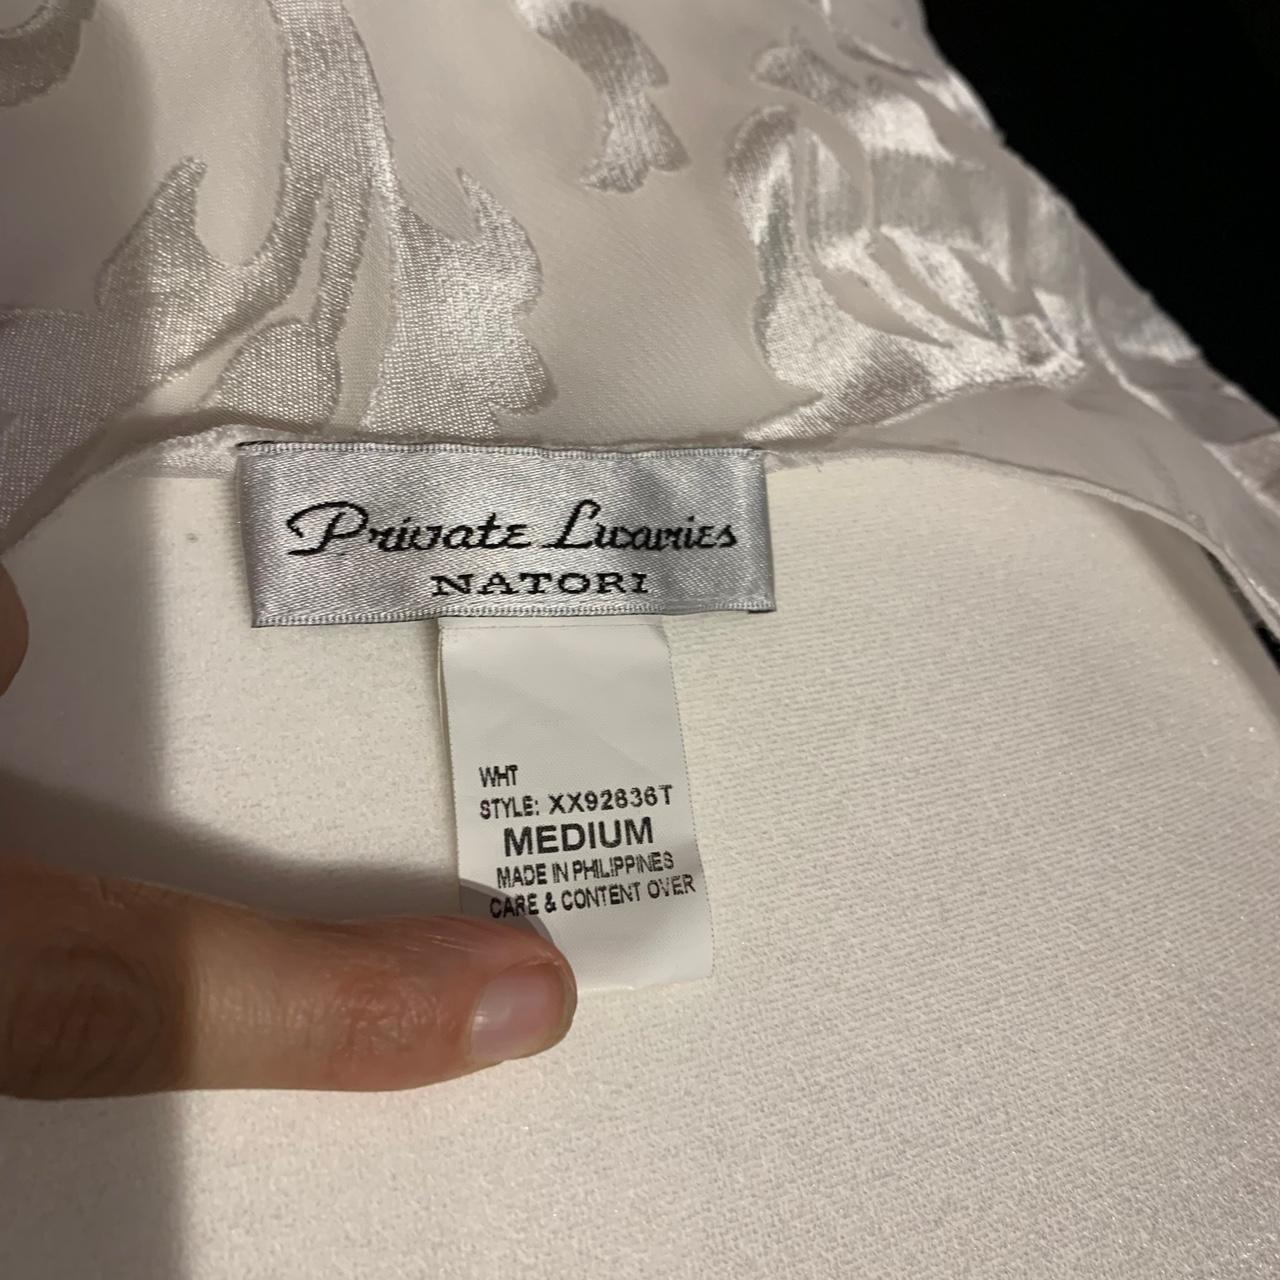 Private Luxuries
NATORI
WHT
STYLE: XX92836T
MEDIUM
MADE IN PHILIPPINES
CARE & CONTENT OVER